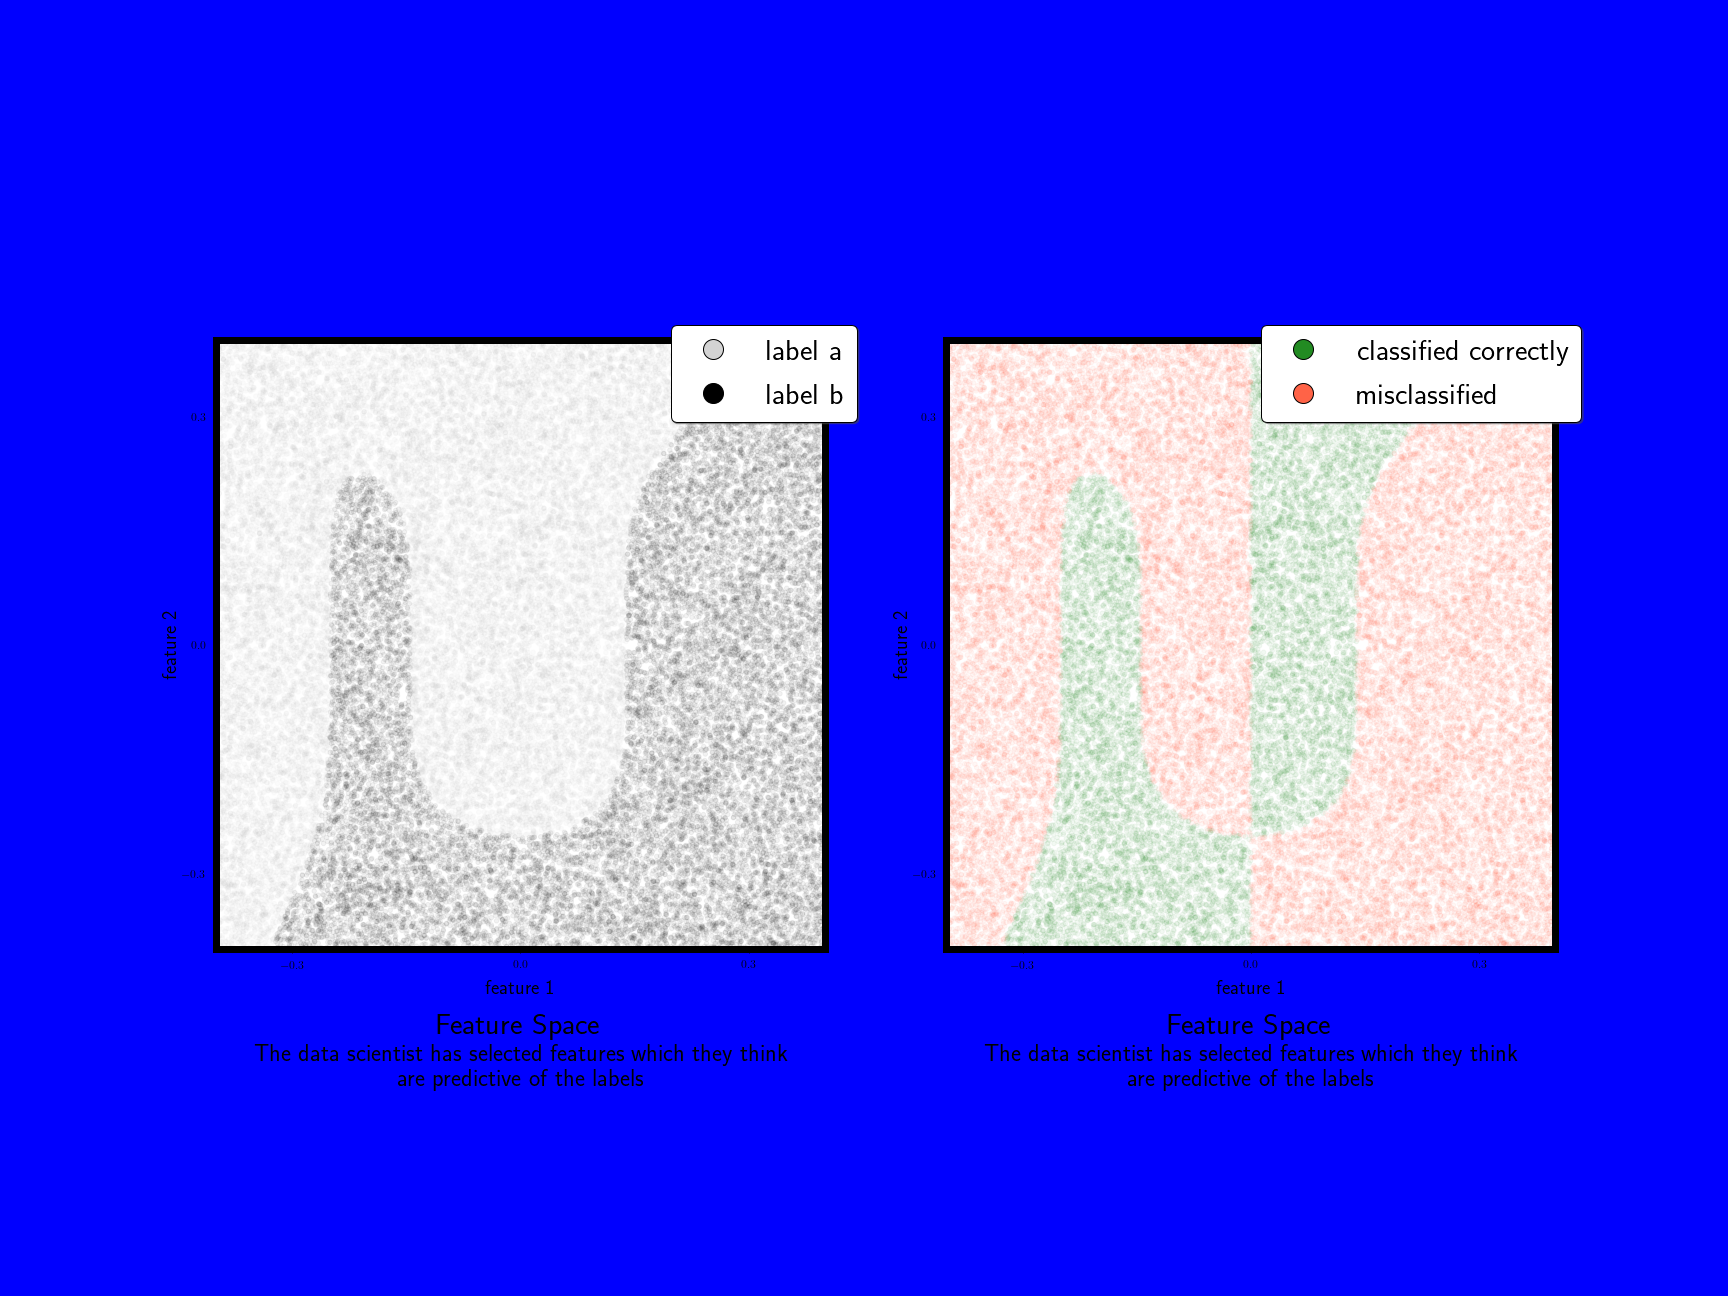 label a
label b
classified correctly
misclassified
0.3
0.0
−0.3
feature 2
−0.3
0.0
0.3
feature 1
Feature Space
The data scientist has selected features which they think
are predictive of the labels
0.3
0.0
−0.3
feature 2
−0.3
0.0
0.3
feature 1
Feature Space
The data scientist has selected features which they think
are predictive of the labels